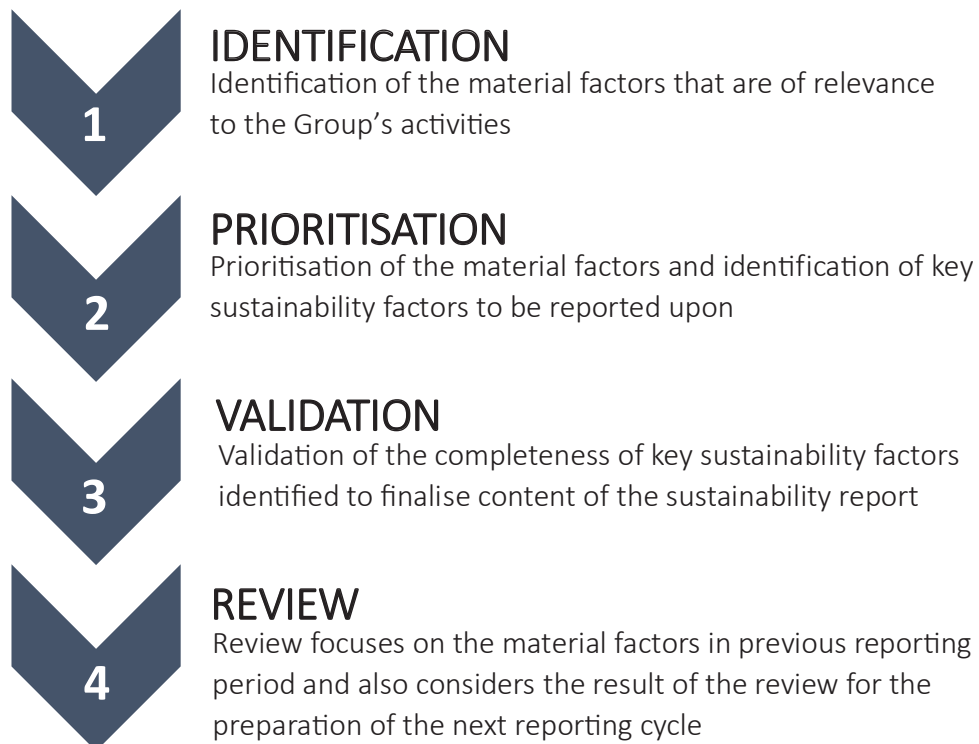 1
IDENTIFICATION
Identification of the material factors that are of relevance
to the Group's activities
2
PRIORITISATION
Prioritisation of the material factors and identification of key
sustainability factors to be reported upon
3
VALIDATION
Validation of the completeness of key sustainability factors
identified to finalise content of the sustainability report
4
REVIEW
Review focuses on the material factors in previous reporting
period and also considers the result of the review for the
preparation of the next reporting cycle